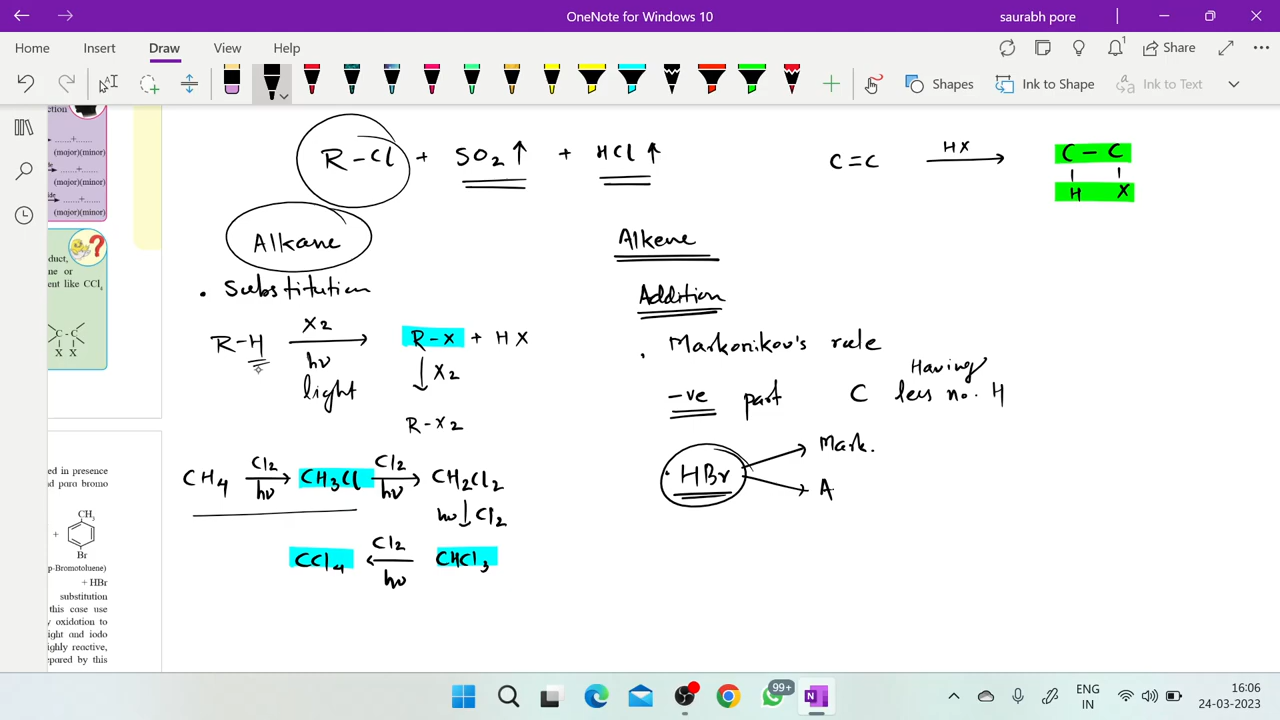 OneNote for Windows 10
saurabh pore
Home Insert Draw View Help
Share
Shapes
Ink to Shape
Ink to Text
ction
(major)(minor)
(major)(minor)
ide
(major)(minor)
duct,
ne or
ent like CCl4
C - C
X X
ed in presence
nd para bromo
CH3
+
Br
(p-Bromotoluene)
+ HBr
substitution
this case use
y oxidation to
ight and iodo
ighly reactive,
epared by this
R-Cl + SO2↑ + HCl↑
C=C HX → C - C
H X
Alkane
• Substitution
R-H X2 → R-X + HX
hν
light
↓ X2
R-X2
CH4 Cl2 → CH3Cl Cl2 → CH2Cl2
hν hν
hν ↓ Cl2
CCl4 ← Cl2 CHCl3
hν
Alkene
Addition
• Markonikov's rule
Having
-ve part C less no. H
• HBr → Mark.
→ A
99+
ENG
IN
16:06
24-03-2023